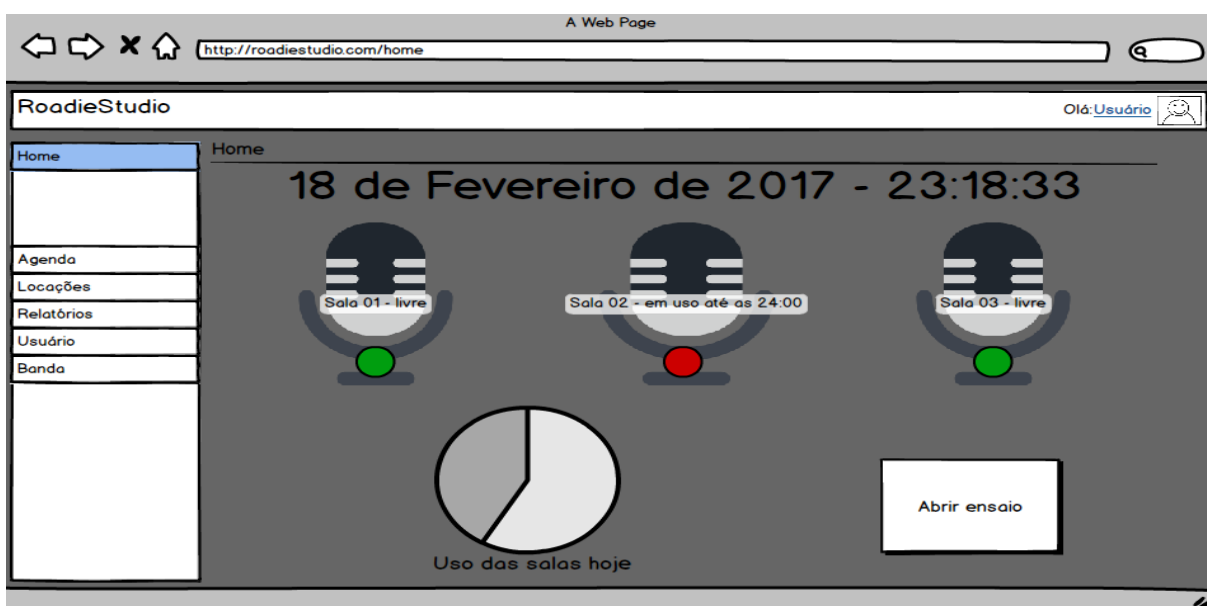 A Web Page
http://roadiestudio.com/home
RoadieStudio
Olá:Usuário
Home
Agenda
Locações
Relatórios
Usuário
Banda
Home
18 de Fevereiro de 2017 - 23:18:33
Sala 01 - livre
Sala 02 - em uso até as 24:00
Sala 03 - livre
Uso das salas hoje
Abrir ensaio